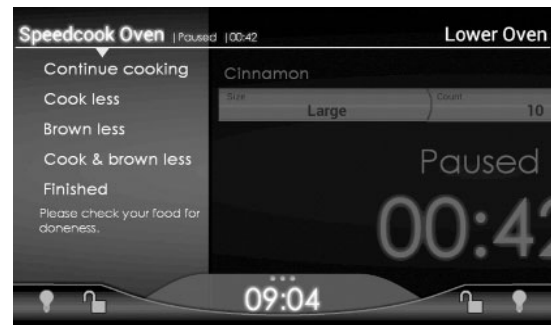 Speedcook Oven | Paused | 00:42
Lower Oven
Continue cooking
Cook less
Brown less
Cook & brown less
Finished
Please check your food for
doneness.
Cinnamon
Size
Large
Count
10
Paused
00:42
09:04